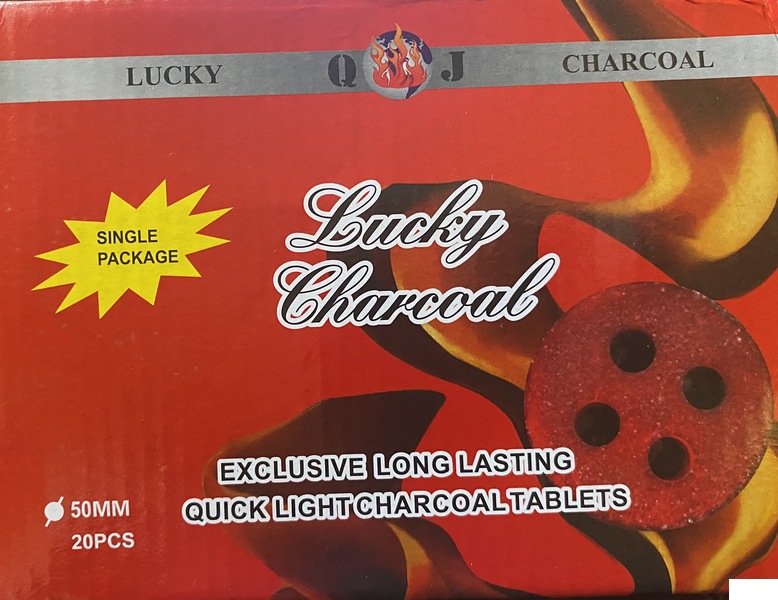 LUCKY Q J CHARCOAL
SINGLE
PACKAGE
Lucky
Charcoal
EXCLUSIVE LONG LASTING
QUICK LIGHT CHARCOAL TABLETS
50MM
20PCS